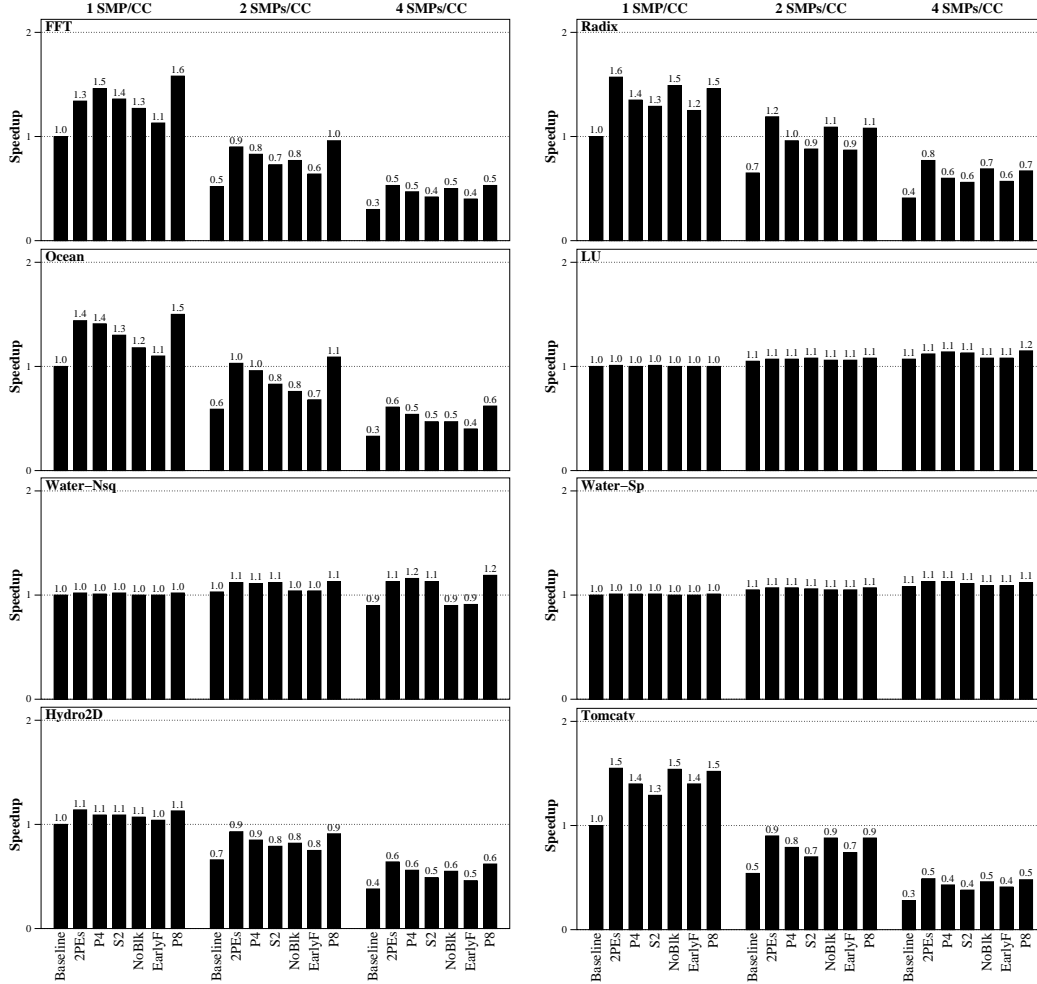 1 SMP/CC 2 SMPs/CC 4 SMPs/CC
1 SMP/CC 2 SMPs/CC 4 SMPs/CC
FFT
Speedup
0 1 2
1.0 1.3 1.5 1.4 1.3 1.1 1.6
0.5 0.9 0.8 0.7 0.8 0.6 1.0
0.3 0.5 0.5 0.4 0.5 0.4 0.5
Radix
Speedup
0 1 2
1.0 1.6 1.4 1.3 1.5 1.2 1.5
0.7 1.2 1.0 0.9 1.1 0.9 1.1
0.4 0.8 0.6 0.6 0.7 0.6 0.7
Ocean
Speedup
0 1 2
1.0 1.4 1.4 1.3 1.2 1.1 1.5
0.6 1.0 1.0 0.8 0.8 0.7 1.1
0.3 0.6 0.5 0.5 0.5 0.4 0.6
LU
Speedup
0 1 2
1.0 1.0 1.0 1.0 1.0 1.0 1.0
1.1 1.1 1.1 1.1 1.1 1.1 1.1
1.1 1.1 1.1 1.1 1.1 1.1 1.2
Water−Nsq
Speedup
0 1 2
1.0 1.0 1.0 1.0 1.0 1.0 1.0
1.0 1.1 1.1 1.1 1.0 1.0 1.1
0.9 1.1 1.2 1.1 0.9 0.9 1.2
Water−Sp
Speedup
0 1 2
1.0 1.0 1.0 1.0 1.0 1.0 1.0
1.1 1.1 1.1 1.1 1.1 1.1 1.1
1.1 1.1 1.1 1.1 1.1 1.1 1.1
Hydro2D
Speedup
0 1 2
1.0 1.1 1.1 1.1 1.1 1.0 1.1
0.7 0.9 0.9 0.8 0.8 0.8 0.9
0.4 0.6 0.6 0.5 0.6 0.5 0.6
Baseline 2PEs P4 S2 NoBlk EarlyF P8
Baseline 2PEs P4 S2 NoBlk EarlyF P8
Baseline 2PEs P4 S2 NoBlk EarlyF P8
Tomcatv
Speedup
0 1 2
1.0 1.5 1.4 1.3 1.5 1.4 1.5
0.5 0.9 0.8 0.7 0.9 0.7 0.9
0.3 0.5 0.4 0.4 0.5 0.4 0.5
Baseline 2PEs P4 S2 NoBlk EarlyF P8
Baseline 2PEs P4 S2 NoBlk EarlyF P8
Baseline 2PEs P4 S2 NoBlk EarlyF P8